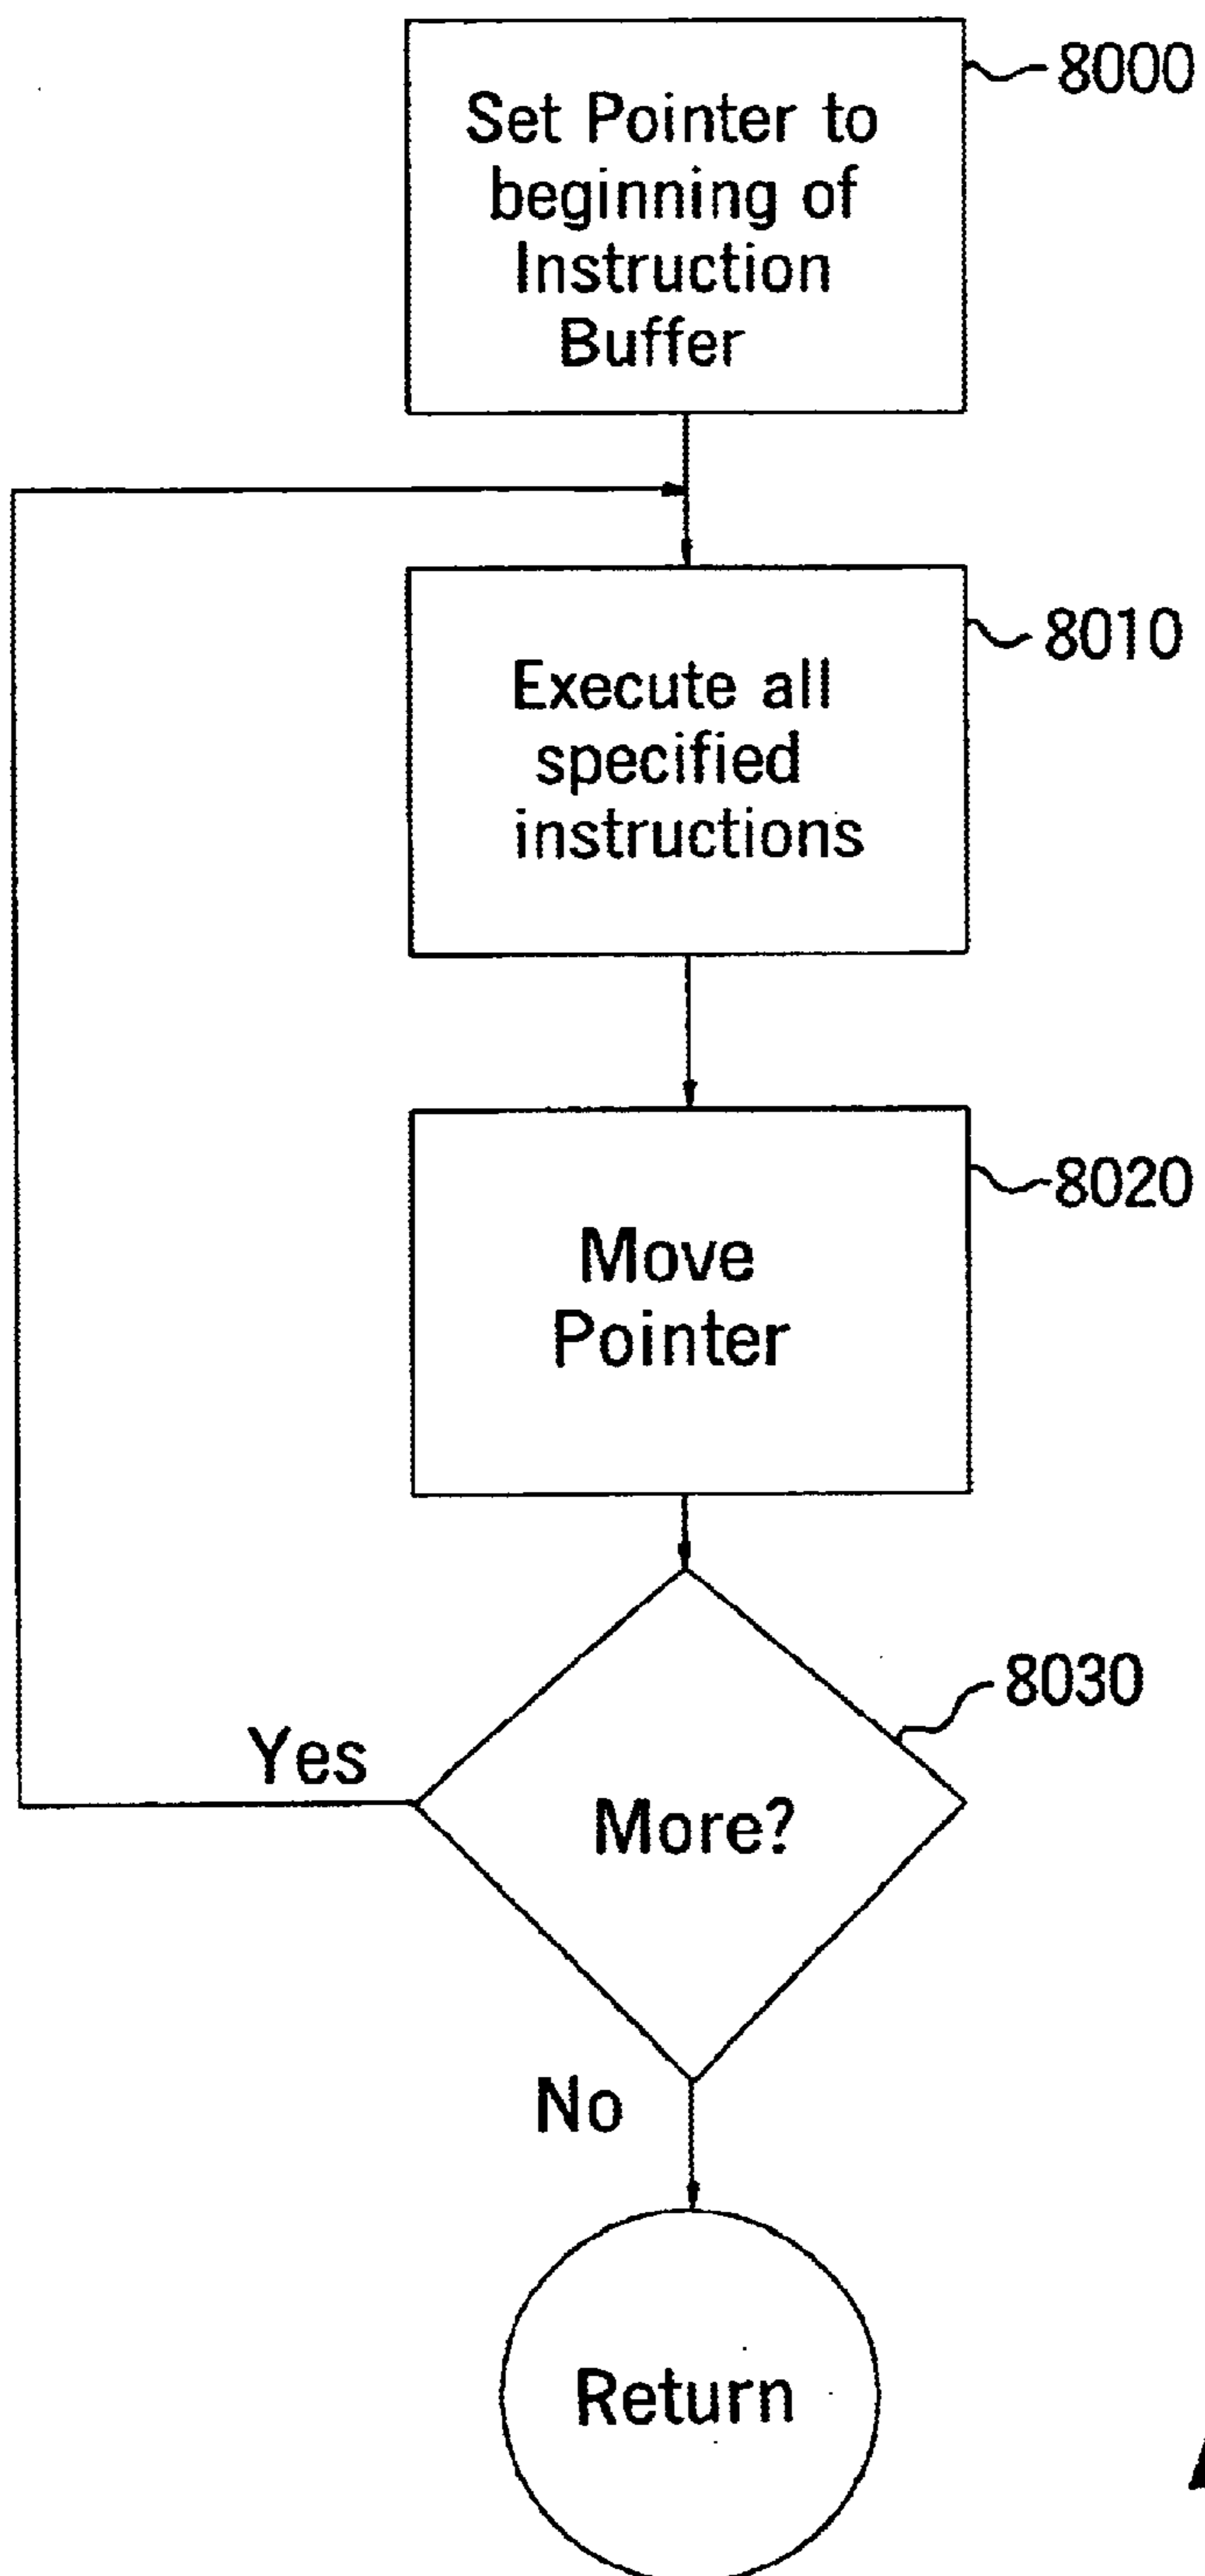 Set Pointer to
beginning of
Instruction
Buffer
8000
Execute all
specified
instructions
8010
Move
Pointer
8020
More?
8030
Yes
No
Return